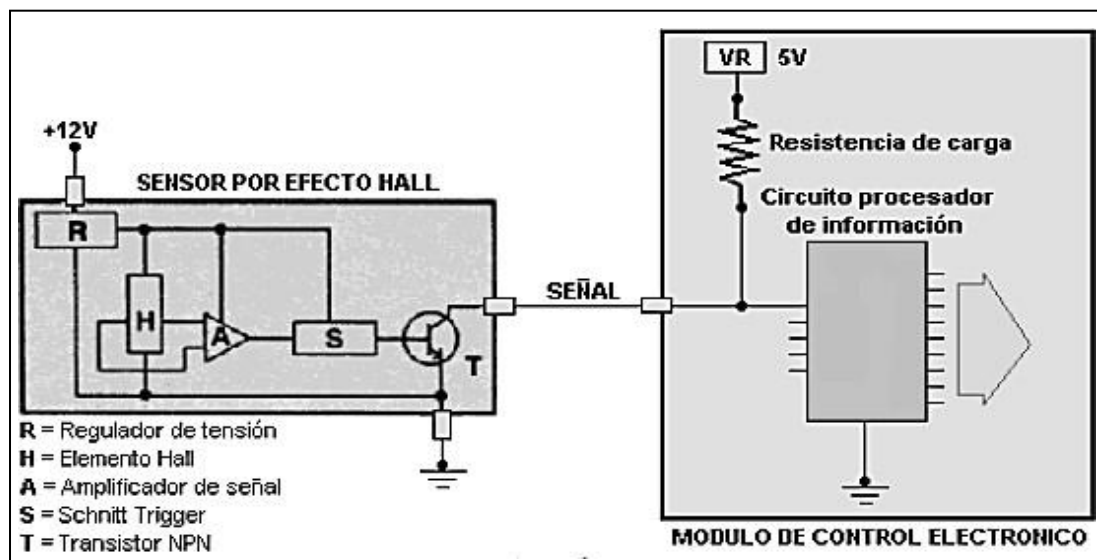 VR 5V
+12V
Resistencia de carga
SENSOR POR EFECTO HALL
Circuito procesador
de información
R
SEÑAL
H
A
S
T
R = Regulador de tensión
H = Elemento Hall
A = Amplificador de señal
S = Schnitt Trigger
T = Transistor NPN
MODULO DE CONTROL ELECTRONICO